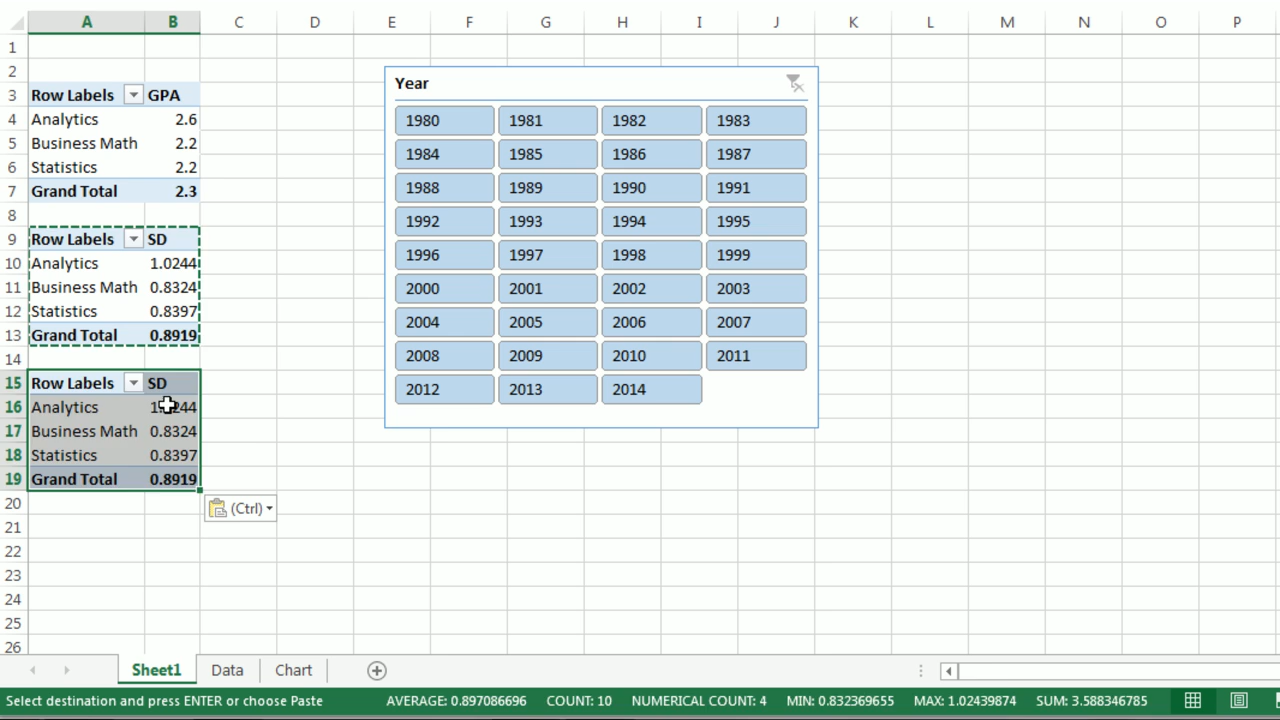 A B C D E F G H I J K L M N O P
1
2
3 Row Labels GPA
4 Analytics 2.6
5 Business Math 2.2
6 Statistics 2.2
7 Grand Total 2.3
8
9 Row Labels SD
10 Analytics 1.0244
11 Business Math 0.8324
12 Statistics 0.8397
13 Grand Total 0.8919
14
15 Row Labels SD
16 Analytics
17 Business Math 0.8324
18 Statistics 0.8397
19 Grand Total 0.8919
20
21
22
23
24
25
26
(Ctrl)
Year
1980 1981 1982 1983
1984 1985 1986 1987
1988 1989 1990 1991
1992 1993 1994 1995
1996 1997 1998 1999
2000 2001 2002 2003
2004 2005 2006 2007
2008 2009 2010 2011
2012 2013 2014
Sheet1 Data Chart
Select destination and press ENTER or choose Paste AVERAGE: 0.897086696 COUNT: 10 NUMERICAL COUNT: 4 MIN: 0.832369655 MAX: 1.02439874 SUM: 3.588346785